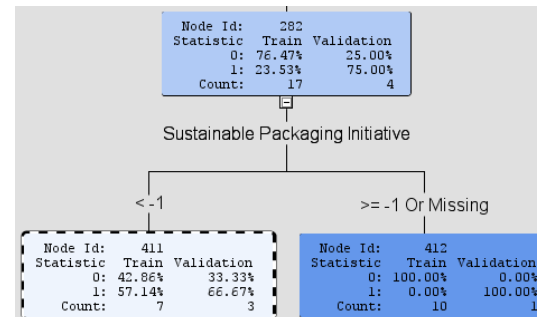 Node Id: 282
Statistic Train Validation
0: 76.47% 25.00%
1: 23.53% 75.00%
Count: 17 4
Sustainable Packaging Initiative
< -1
>= -1 Or Missing
Node Id: 411
Statistic Train Validation
0: 42.86% 33.33%
1: 57.14% 66.67%
Count: 7 3
Node Id: 412
Statistic Train Validation
0: 100.00% 0.00%
1: 0.00% 100.00%
Count: 10 1